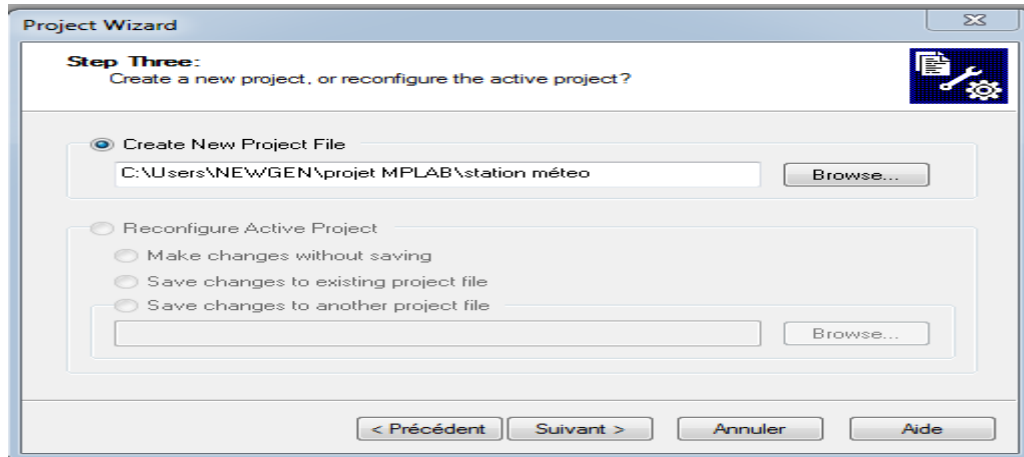 Project Wizard
Step Three:
Create a new project, or reconfigure the active project?
Create New Project File
C:\Users\NEWGEN\projet MPLAB\station méteo
Browse...
Reconfigure Active Project
Make changes without saving
Save changes to existing project file
Save changes to another project file
Browse...
< Précédent
Suivant >
Annuler
Aide